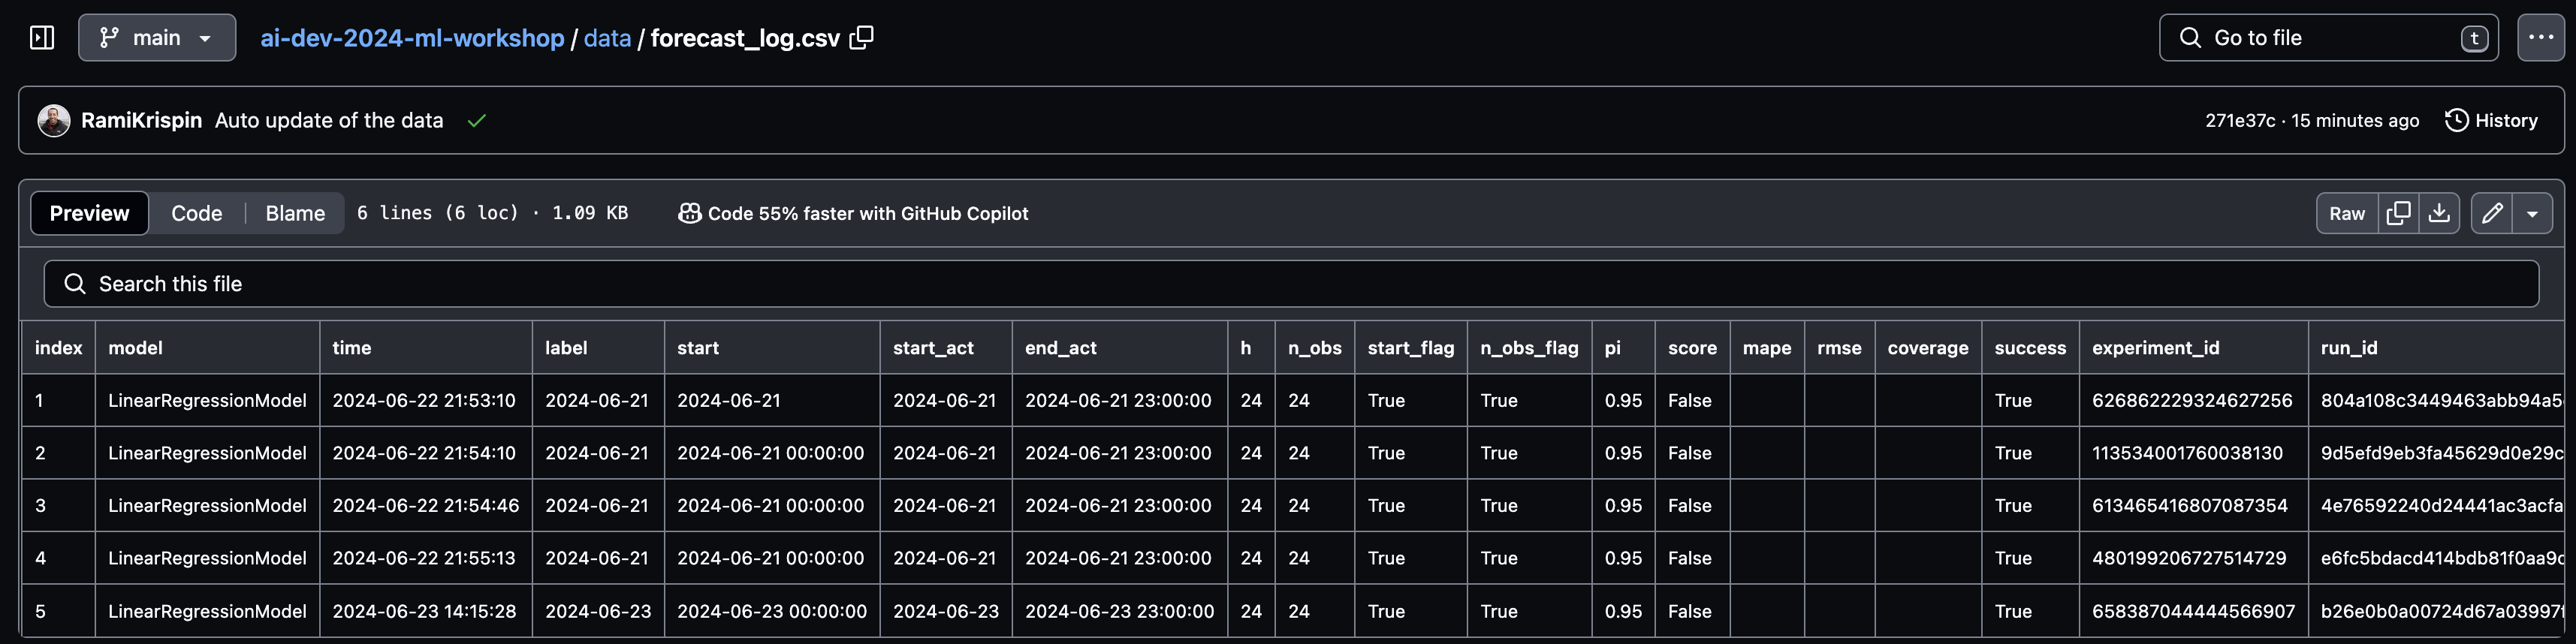 main
ai-dev-2024-ml-workshop / data / forecast_log.csv
Go to file t
RamiKrispin Auto update of the data
271e37c · 15 minutes ago History
Preview Code Blame 6 lines (6 loc) · 1.09 KB Code 55% faster with GitHub Copilot Raw
Search this file
index model time label start start_act end_act h n_obs start_flag n_obs_flag pi score mape rmse coverage success experiment_id run_id
1 LinearRegressionModel 2024-06-22 21:53:10 2024-06-21 2024-06-21 2024-06-21 2024-06-21 23:00:00 24 24 True True 0.95 False True 626862229324627256 804a108c3449463abb94a5
2 LinearRegressionModel 2024-06-22 21:54:10 2024-06-21 2024-06-21 00:00:00 2024-06-21 2024-06-21 23:00:00 24 24 True True 0.95 False True 113534001760038130 9d5efd9eb3fa45629d0e29c
3 LinearRegressionModel 2024-06-22 21:54:46 2024-06-21 2024-06-21 00:00:00 2024-06-21 2024-06-21 23:00:00 24 24 True True 0.95 False True 613465416807087354 4e76592240d24441ac3acfa
4 LinearRegressionModel 2024-06-22 21:55:13 2024-06-21 2024-06-21 00:00:00 2024-06-21 2024-06-21 23:00:00 24 24 True True 0.95 False True 480199206727514729 e6fc5bdacd414bdb81f0aa9c
5 LinearRegressionModel 2024-06-23 14:15:28 2024-06-23 2024-06-23 00:00:00 2024-06-23 2024-06-23 23:00:00 24 24 True True 0.95 False True 658387044444566907 b26e0b0a00724d67a03997f